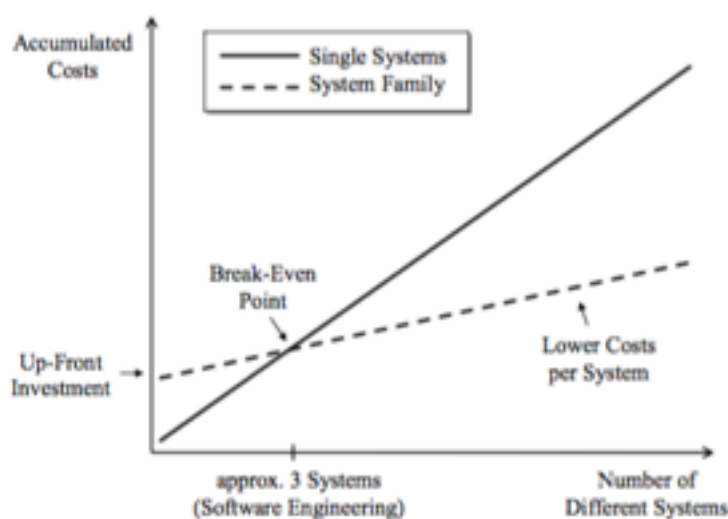 Accumulated
Costs
Single Systems
System Family
Break-Even
Point
Up-Front
Investment
Lower Costs
per System
approx. 3 Systems
(Software Engineering)
Number of
Different Systems